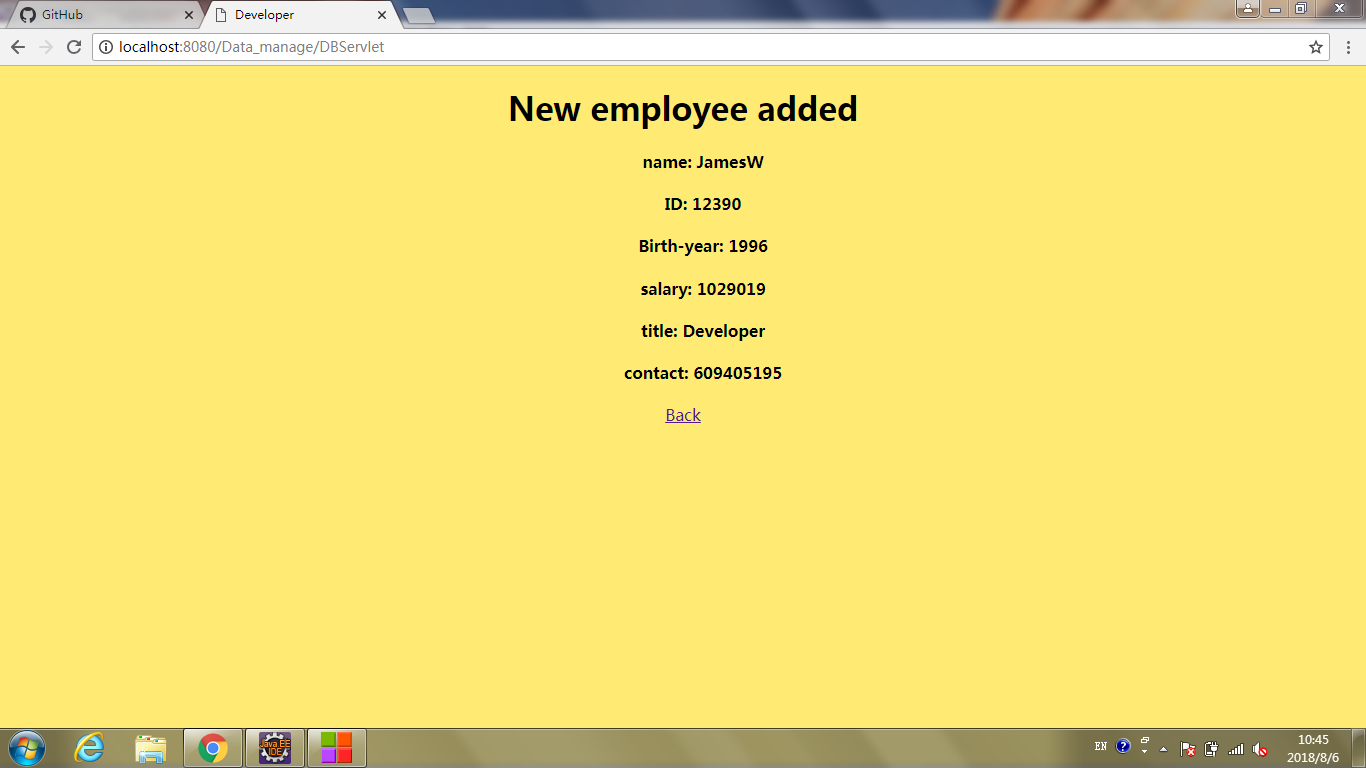 GitHub
Developer
localhost:8080/Data_manage/DBServlet
New employee added
name: JamesW
ID: 12390
Birth-year: 1996
salary: 1029019
title: Developer
contact: 609405195
Back
Java EE
IDE
EN
10:45
2018/8/6